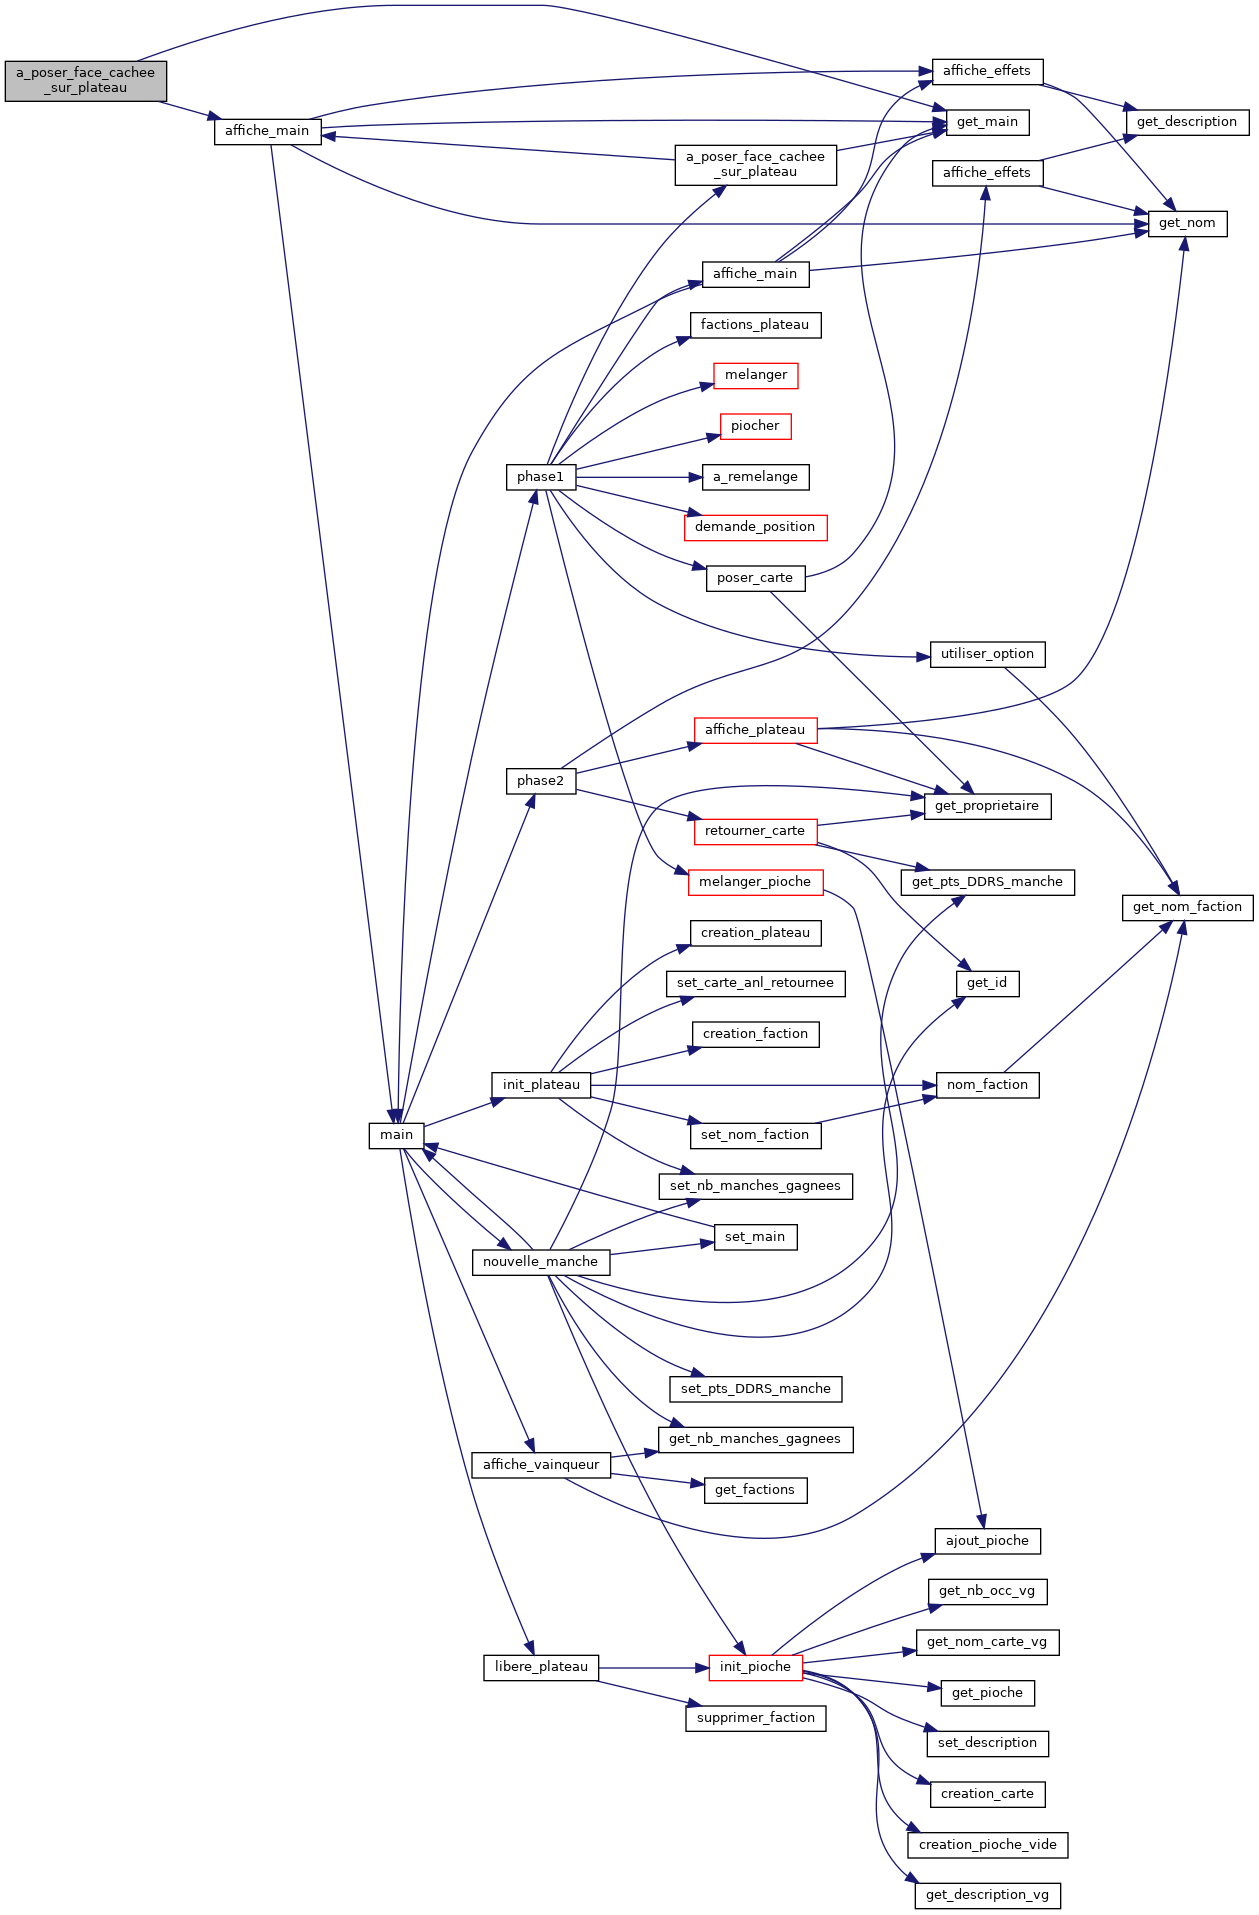 a_poser_face_cachee
_sur_plateau
affiche_main
affiche_effets
get_main
get_description
a_poser_face_cachee
_sur_plateau
affiche_effets
get_nom
affiche_main
factions_plateau
melanger
piocher
phase1
a_remelange
demande_position
poser_carte
utiliser_option
affiche_plateau
phase2
get_proprietaire
retourner_carte
melanger_pioche
get_pts_DDRS_manche
get_nom_faction
creation_plateau
set_carte_anl_retournee
get_id
creation_faction
init_plateau
nom_faction
main
set_nom_faction
set_nb_manches_gagnees
set_main
nouvelle_manche
set_pts_DDRS_manche
get_nb_manches_gagnees
affiche_vainqueur
get_factions
ajout_pioche
get_nb_occ_vg
get_nom_carte_vg
libere_plateau
init_pioche
get_pioche
supprimer_faction
set_description
creation_carte
creation_pioche_vide
get_description_vg